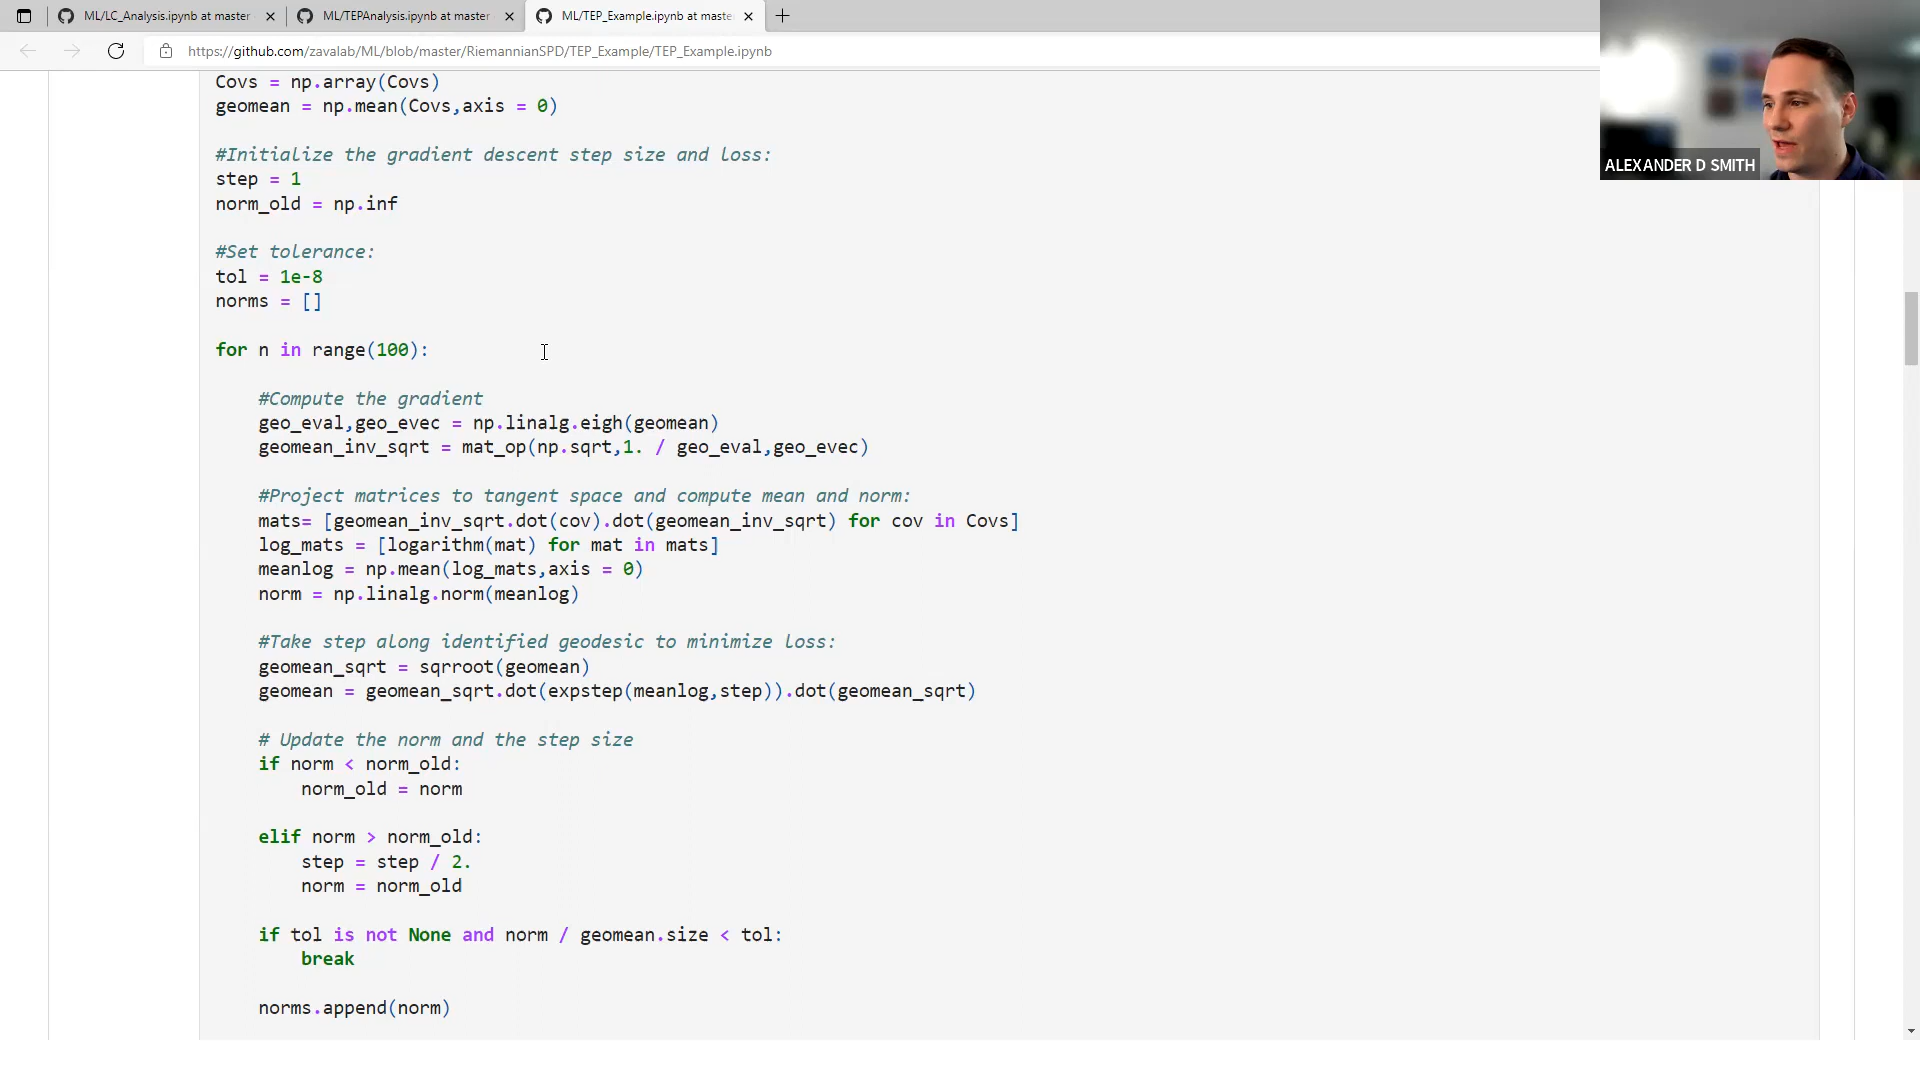 ML/LC_Analysis.ipynb at master
ML/TEPAnalysis.ipynb at master
ML/TEP_Example.ipynb at maste
https://github.com/zavalab/ML/blob/master/RiemannianSPD/TEP_Example/TEP_Example.ipynb
ALEXANDER D SMITH
Covs = np.array(Covs)
geomean = np.mean(Covs,axis = 0)
#Initialize the gradient descent step size and loss:
step = 1
norm_old = np.inf
#Set tolerance:
tol = 1e-8
norms = []
for n in range(100):
#Compute the gradient
geo_eval,geo_evec = np.linalg.eigh(geomean)
geomean_inv_sqrt = mat_op(np.sqrt,1. / geo_eval,geo_evec)
#Project matrices to tangent space and compute mean and norm:
mats= [geomean_inv_sqrt.dot(cov).dot(geomean_inv_sqrt) for cov in Covs]
log_mats = [logarithm(mat) for mat in mats]
meanlog = np.mean(log_mats,axis = 0)
norm = np.linalg.norm(meanlog)
#Take step along identified geodesic to minimize loss:
geomean_sqrt = sqrroot(geomean)
geomean = geomean_sqrt.dot(expstep(meanlog,step)).dot(geomean_sqrt)
# Update the norm and the step size
if norm < norm_old:
norm_old = norm
elif norm > norm_old:
step = step / 2.
norm = norm_old
if tol is not None and norm / geomean.size < tol:
break
norms.append(norm)